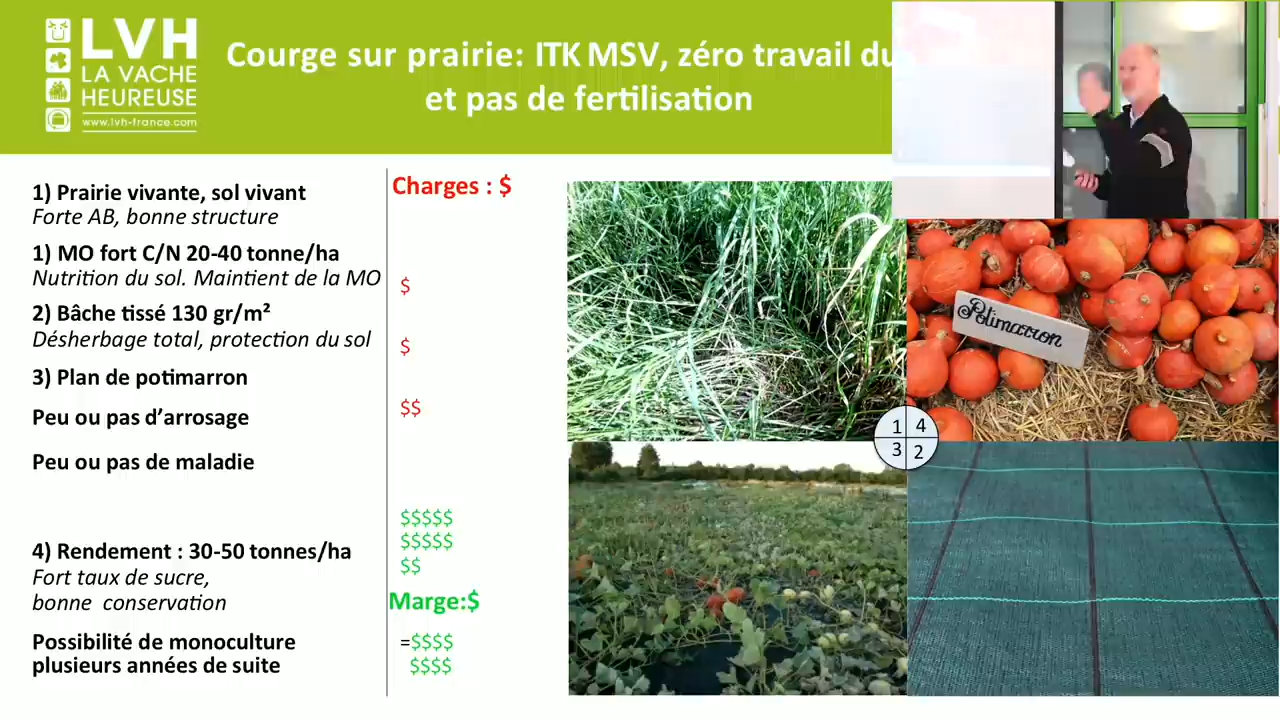 LVH
LA VACHE
HEUREUSE
www.lvh-france.com
Courge sur prairie: ITK MSV, zéro travail du
et pas de fertilisation
1) Prairie vivante, sol vivant
Forte AB, bonne structure
1) MO fort C/N 20-40 tonne/ha
Nutrition du sol. Maintient de la MO
2) Bâche tissé 130 gr/m²
Désherbage total, protection du sol
3) Plan de potimarron
Peu ou pas d'arrosage
Peu ou pas de maladie
4) Rendement : 30-50 tonnes/ha
Fort taux de sucre,
bonne conservation
Possibilité de monoculture
plusieurs années de suite
Charges : $
$
$
$$
$$$$$
$$$$$
$$
Marge:$
=$$$$
$$$$
Potimarron
1 4
3 2